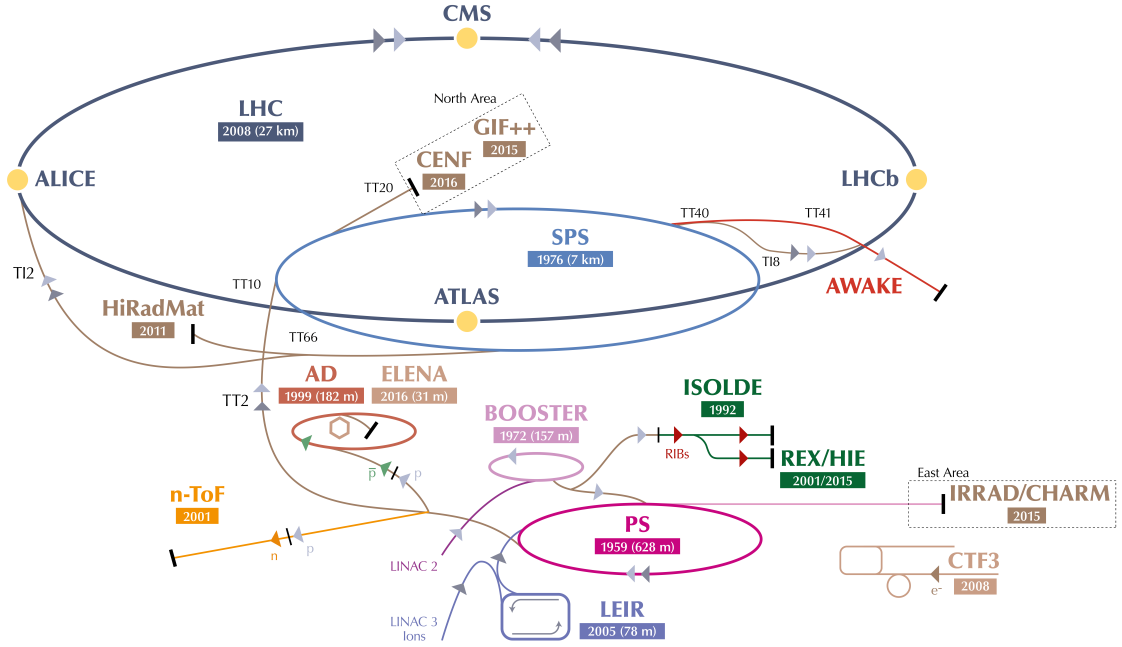 CMS
LHC
2008 (27 km)
North Area
GIF++
2015
CENF
2016
ALICE
TT20
LHCb
TT40
TT41
SPS
1976 (7 km)
TI8
TI2
TT10
AWAKE
ATLAS
HiRadMat
2011
TT66
AD
1999 (182 m)
ELENA
2016 (31 m)
TT2
ISOLDE
1992
BOOSTER
1972 (157 m)
RIBs
REX/HIE
2001/2015
p̅
p
East Area
IRRAD/CHARM
2015
n-ToF
2001
n
p
PS
1959 (628 m)
LINAC 2
CTF3
2008
e-
LINAC 3
Ions
LEIR
2005 (78 m)